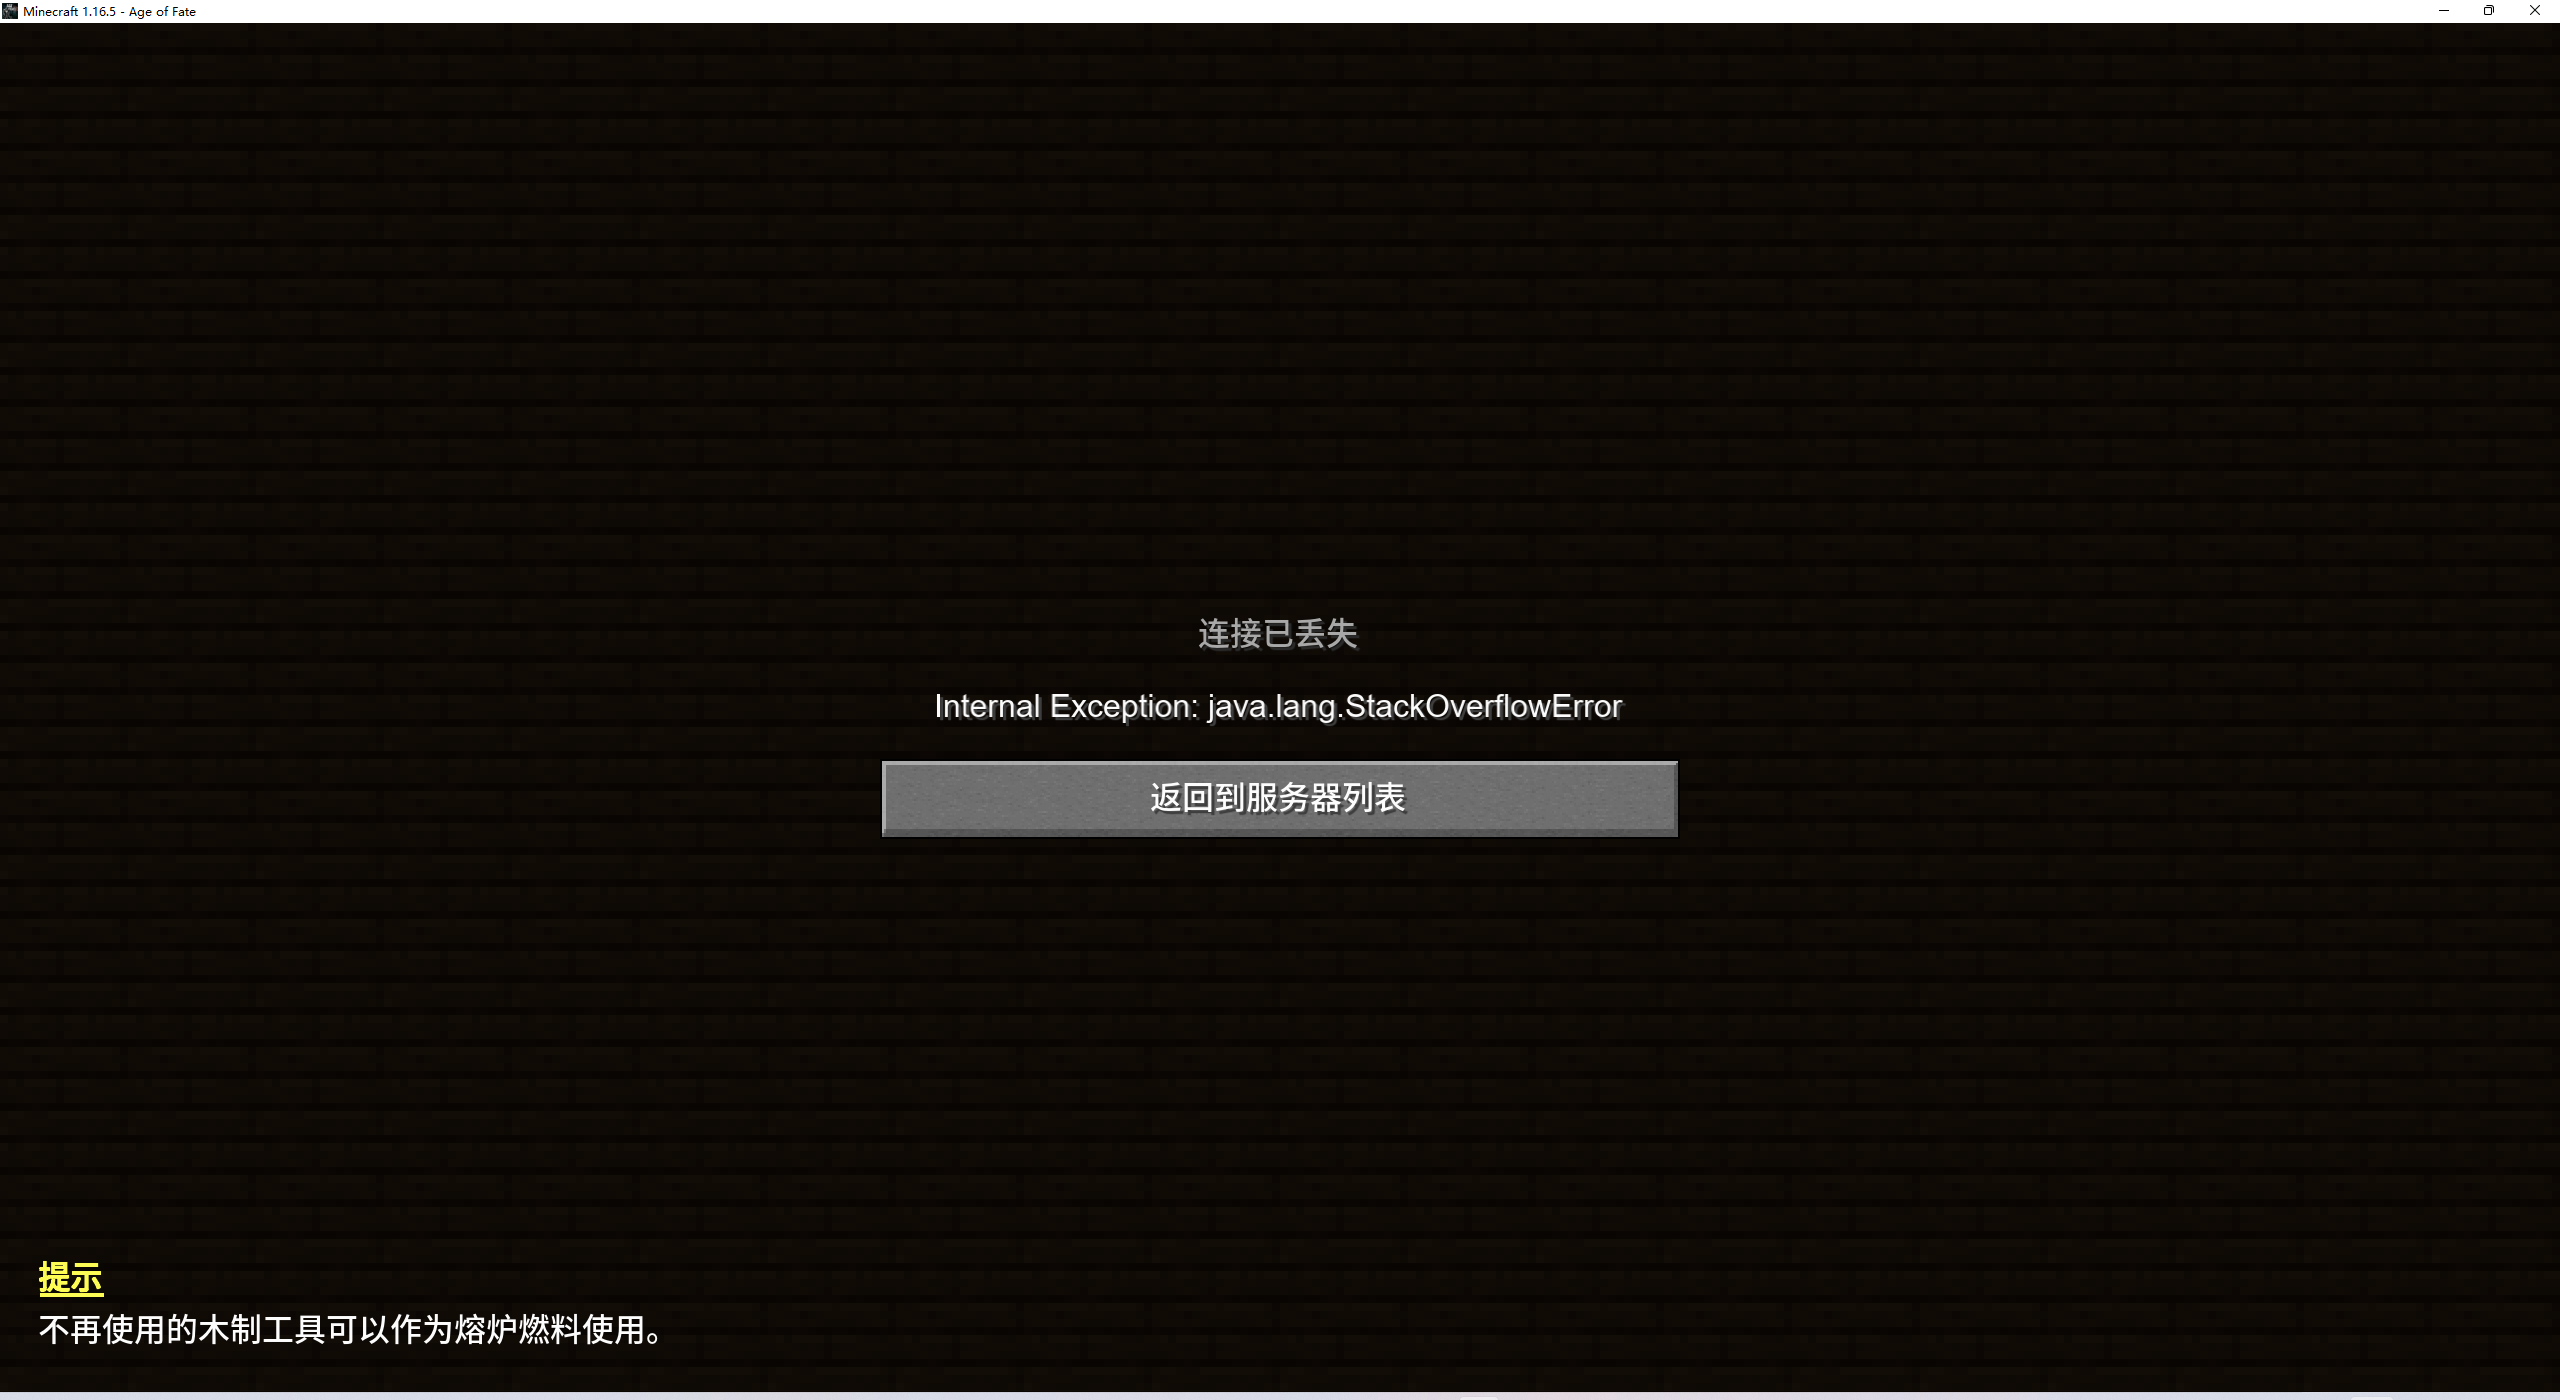 Minecraft 1.16.5 - Age of Fate
连接已丢失
Internal Exception: java.lang.StackOverflowError
返回到服务器列表
提示
不再使用的木制工具可以作为熔炉燃料使用。